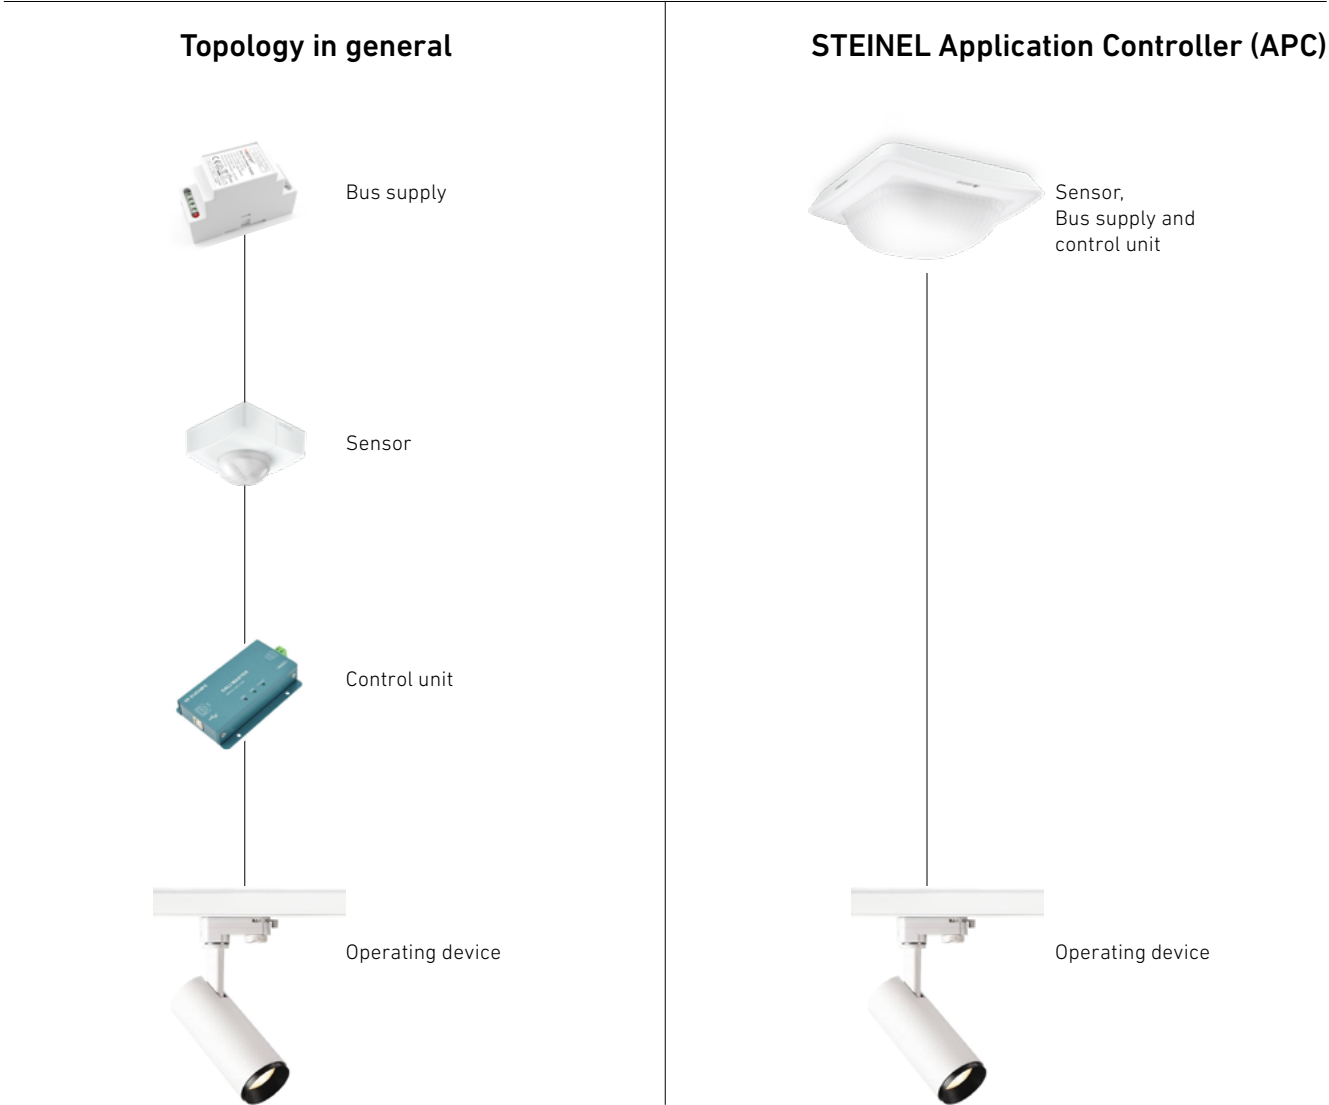 Topology in general
Bus supply
Sensor
Control unit
Operating device
STEINEL Application Controller (APC)
Sensor,
Bus supply and
control unit
Operating device